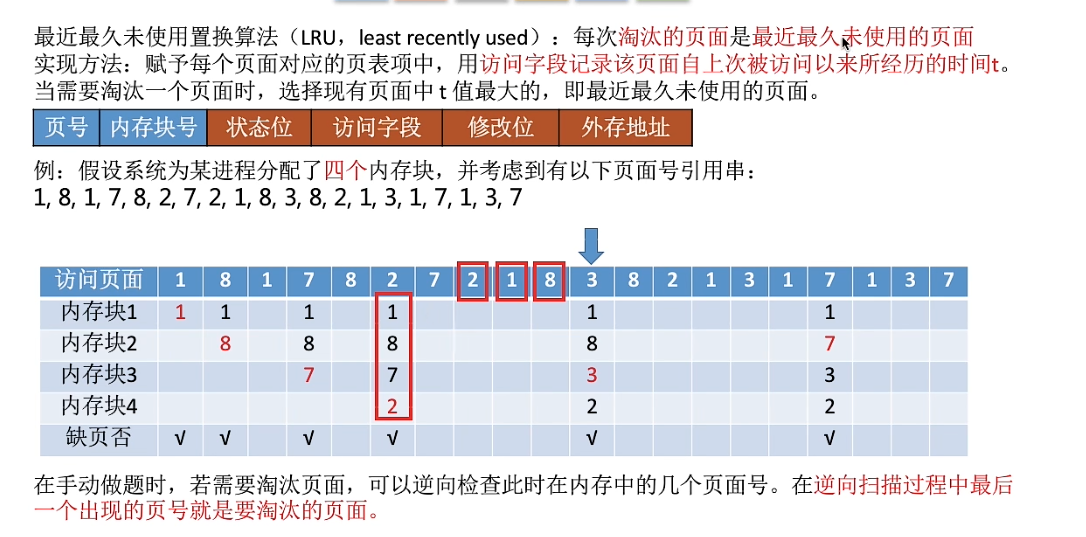 最近最久未使用置换算法（LRU，least recently used）：每次淘汰的页面是最近最久未使用的页面
实现方法：赋予每个页面对应的页表项中，用访问字段记录该页面自上次被访问以来所经历的时间t。
当需要淘汰一个页面时，选择现有页面中 t 值最大的，即最近最久未使用的页面。
页号 内存块号 状态位 访问字段 修改位 外存地址
例：假设系统为某进程分配了四个内存块，并考虑到有以下页面号引用串：
1, 8, 1, 7, 8, 2, 7, 2, 1, 8, 3, 8, 2, 1, 3, 1, 7, 1, 3, 7
访问页面 1 8 1 7 8 2 7 2 1 8 3 8 2 1 3 1 7 1 3 7
内存块1 1 1 1 1 1 1
内存块2 8 8 8 8 7
内存块3 7 7 3 3
内存块4 2 2 2
缺页否 √ √ √ √ √ √
在手动做题时，若需要淘汰页面，可以逆向检查此时在内存中的几个页面号。在逆向扫描过程中最后
一个出现的页号就是要淘汰的页面。